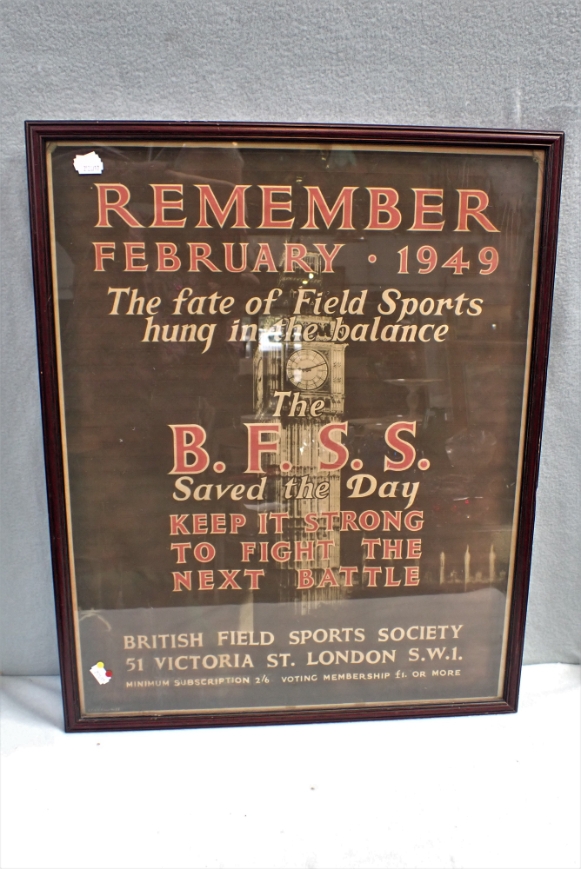 REMEMBER
FEBRUARY · 1949
The fate of Field Sports
hung in the balance
The
B. F. S. S.
Saved the Day
KEEP IT STRONG
TO FIGHT THE
NEXT BATTLE
BRITISH FIELD SPORTS SOCIETY
51 VICTORIA ST. LONDON S.W.1.
MINIMUM SUBSCRIPTION 2/6 VOTING MEMBERSHIP £1. OR MORE